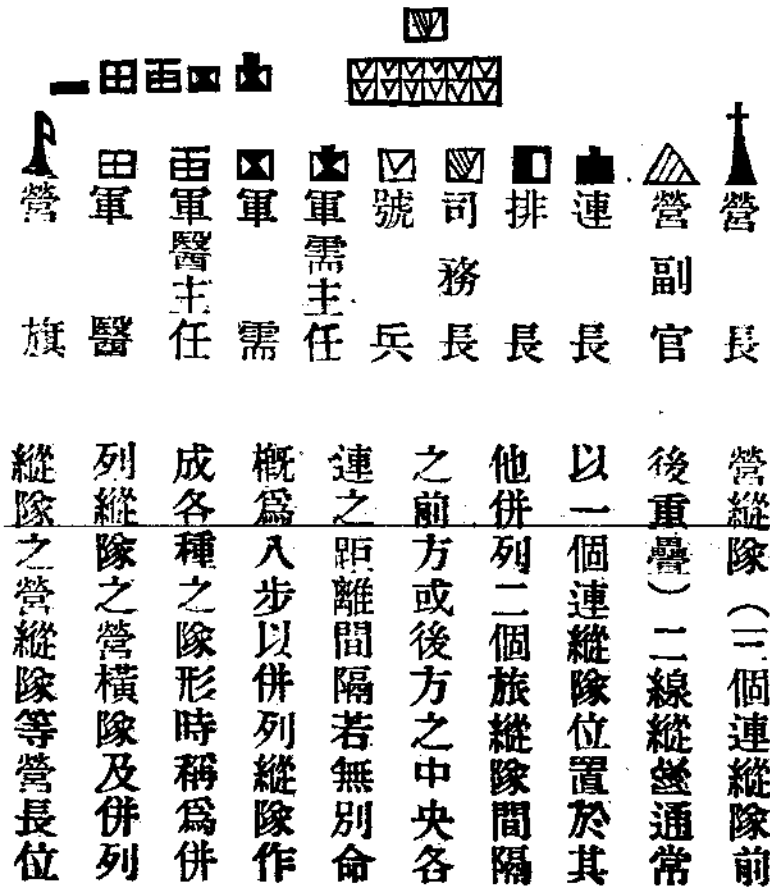 營長
營副官
連長
排長
司務長
號兵
軍需主任
軍需
軍醫主任
軍醫
營旗
營縱隊(三個連縱隊前
後重疊)二線縱隊通常
以一個連縱隊位置於其
他併列二個旅縱隊間隔
之前方或後方之中央各
連之距離間隔若無別命
概爲八步以併列縱隊作
成各種之隊形時稱爲併
列縱隊之營橫隊及併列
縱隊之營縱隊等營長位